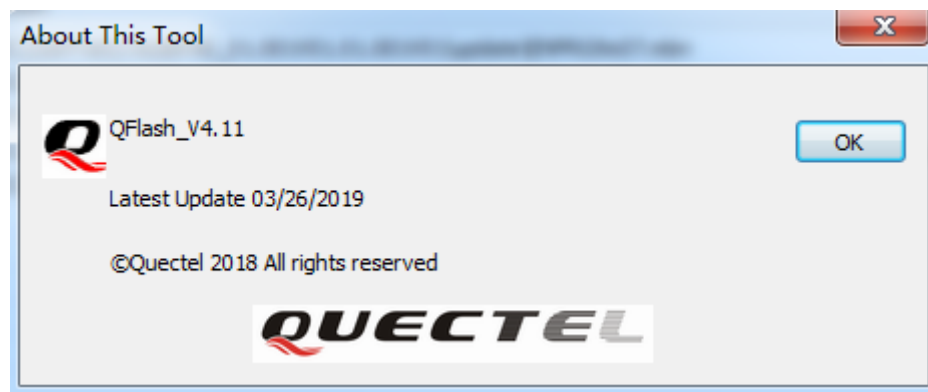 About This Tool
QFlash_V4.11
OK
Latest Update 03/26/2019
©Quectel 2018 All rights reserved
QUECTEL